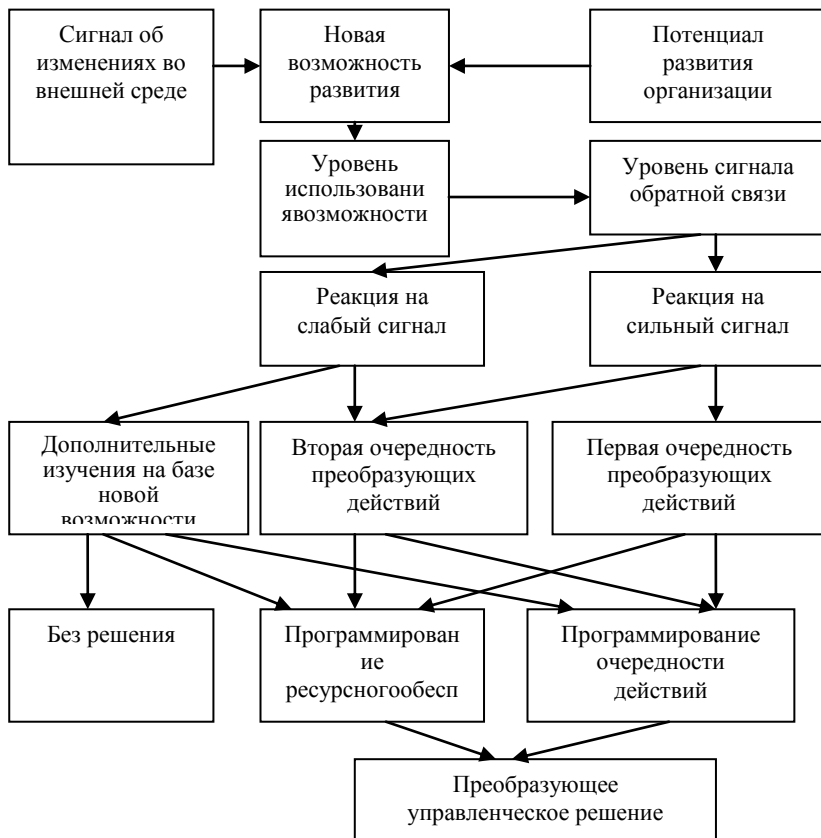 Сигнал об
изменениях во
внешней среде
Новая
возможность
развития
Потенциал
развития
организации
Уровень
использовани
явозможности
Уровень сигнала
обратной связи
Реакция на
слабый сигнал
Реакция на
сильный сигнал
Дополнительные
изучения на базе
новой
возможности
Вторая очередность
преобразующих
действий
Первая очередность
преобразующих
действий
Без решения
Программирован
ие
ресурсногообесп
Программирование
очередности
действий
Преобразующее
управленческое решение